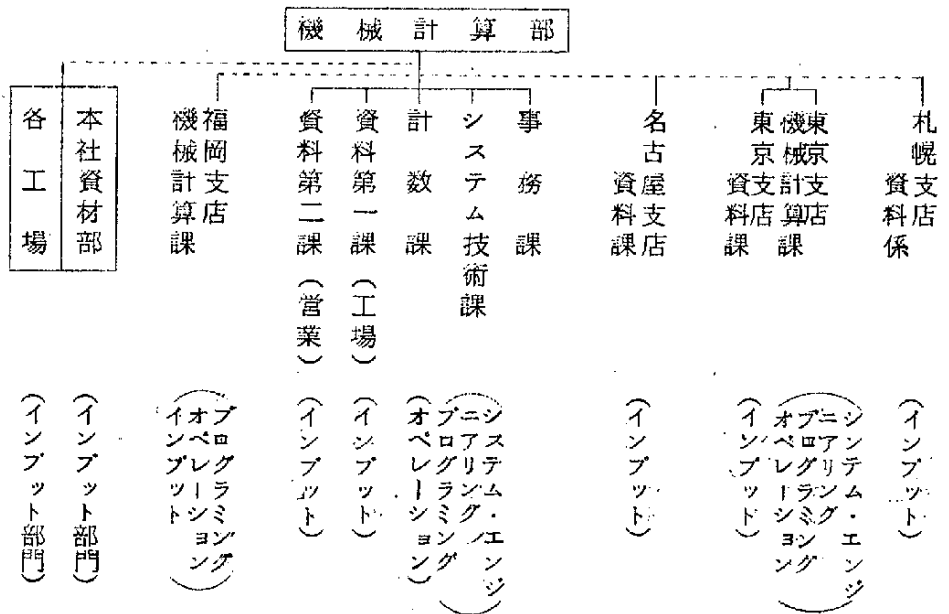 機械計算部
札幌支店
資料係
(インプット)
東京支店
機械計算課
(シンテム・エンジ
ニアリング
プログラミング
オペレーション)
東京支店
資料課
(インプット)
名古屋支店
資料課
(インプット)
事務課
システム技術課
(システム・エンジ
ニアリング
プログラミング)
計数課
(オペレーション)
資料第一課(工場)
(インプット)
資料第二課(営業)
(インプット)
福岡支店
機械計算課
(プログラミング
オペレーション
インプット)
本社資材部
(インプット部門)
各工場
(インプット部門)